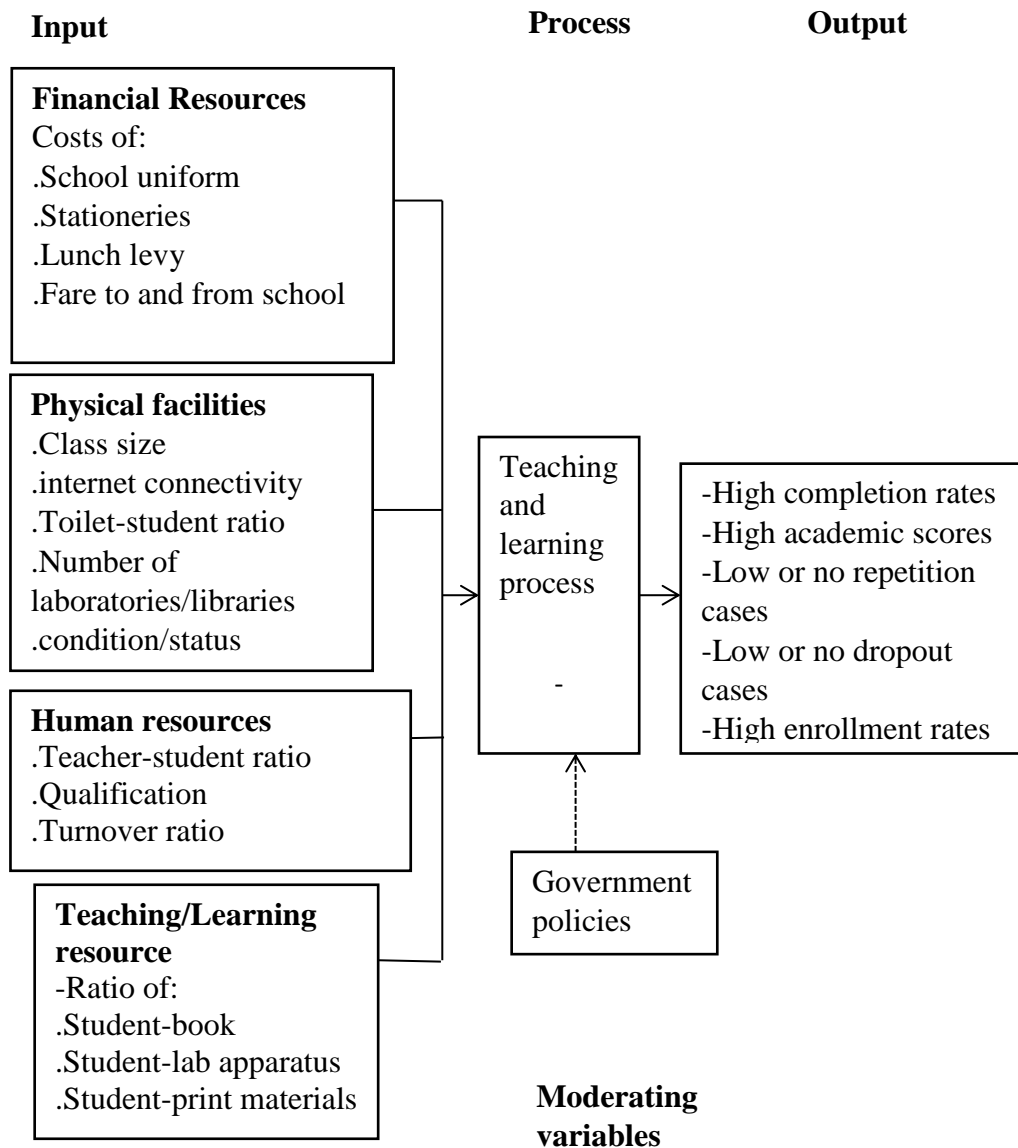 Input
Process
Output
Financial Resources
Costs of:
.School uniform
.Stationeries
.Lunch levy
.Fare to and from school
Physical facilities
.Class size
.internet connectivity
.Toilet-student ratio
.Number of
laboratories/libraries
.condition/status
Human resources
.Teacher-student ratio
.Qualification
.Turnover ratio
Teaching/Learning
resource
-Ratio of:
.Student-book
.Student-lab apparatus
.Student-print materials
Teaching
and
learning
process
-
Government
policies
Moderating
variables
-High completion rates
-High academic scores
-Low or no repetition
cases
-Low or no dropout
cases
-High enrollment rates